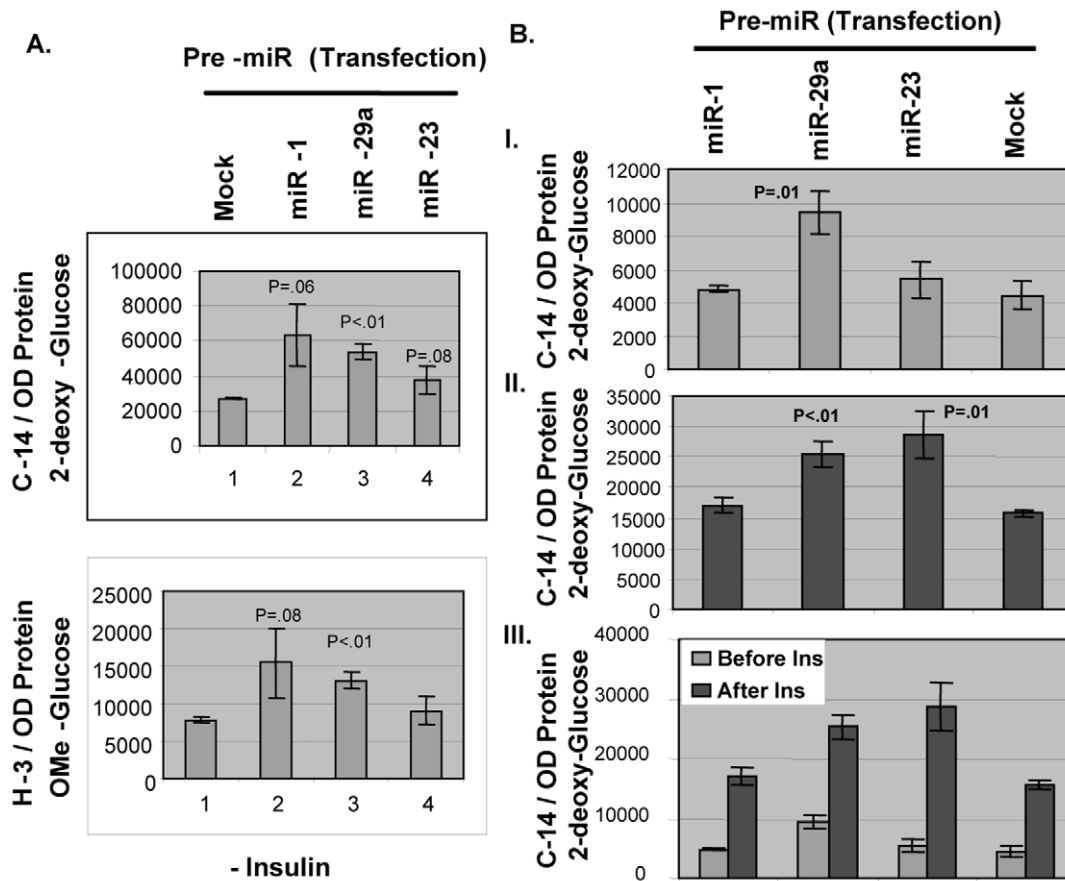 A.
Pre -miR (Transfection)
Mock
miR -1
miR -29a
miR -23
C-14 / OD Protein
2-deoxy -Glucose
100000
80000
60000
40000
20000
0
P=.06
P<.01
P=.08
1 2 3 4
H-3 / OD Protein
OMe -Glucose
25000
20000
15000
10000
5000
0
P=.08
P<.01
1 2 3 4
- Insulin
B.
Pre-miR (Transfection)
miR-1
miR-29a
miR-23
Mock
I.
C-14 / OD Protein
2-deoxy-Glucose
12000
10000
8000
6000
4000
2000
0
P=.01
II.
C-14 / OD Protein
2-deoxy-Glucose
35000
30000
25000
20000
15000
10000
5000
0
P<.01
P=.01
III.
C-14 / OD Protein
2-deoxy-Glucose
40000
30000
20000
10000
0
Before Ins
After Ins